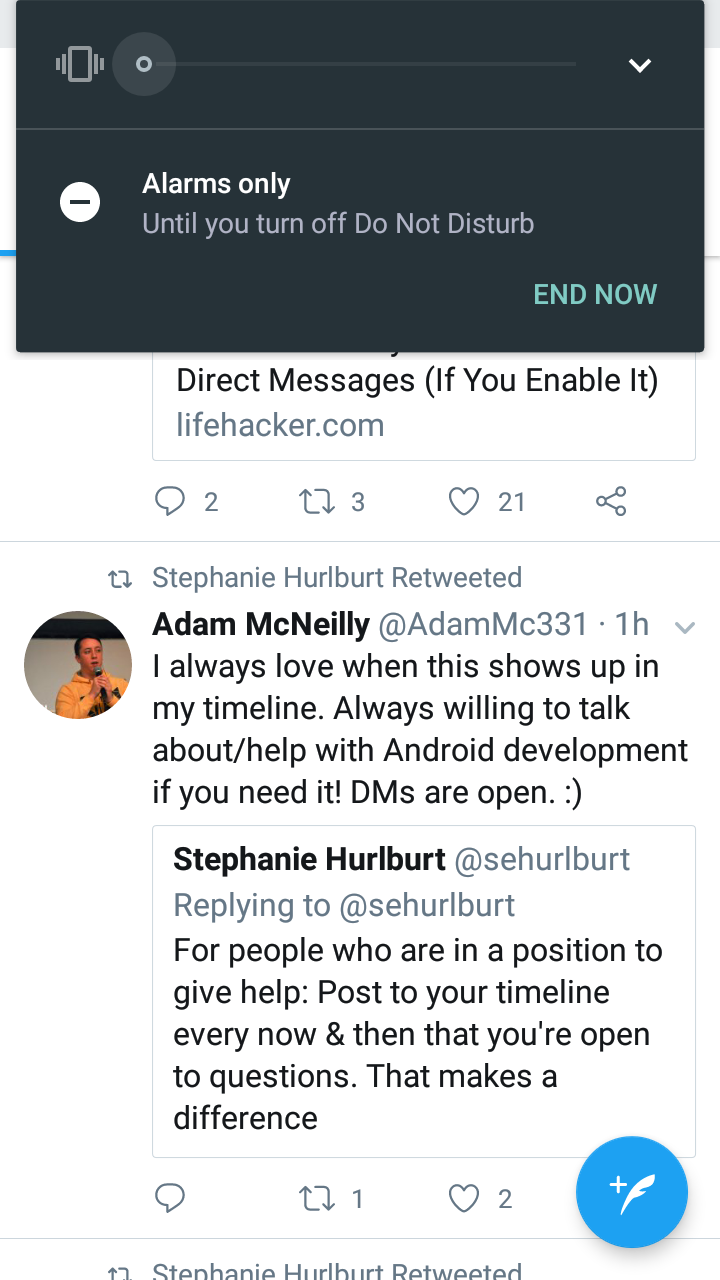 Alarms only
Until you turn off Do Not Disturb
END NOW
Direct Messages (If You Enable It)
lifehacker.com
2 3 21
Stephanie Hurlburt Retweeted
Adam McNeilly @AdamMc331 · 1h
I always love when this shows up in
my timeline. Always willing to talk
about/help with Android development
if you need it! DMs are open. :)
Stephanie Hurlburt @sehurlburt
Replying to @sehurlburt
For people who are in a position to
give help: Post to your timeline
every now & then that you're open
to questions. That makes a
difference
1 2
Stephanie Hurlburt Retweeted